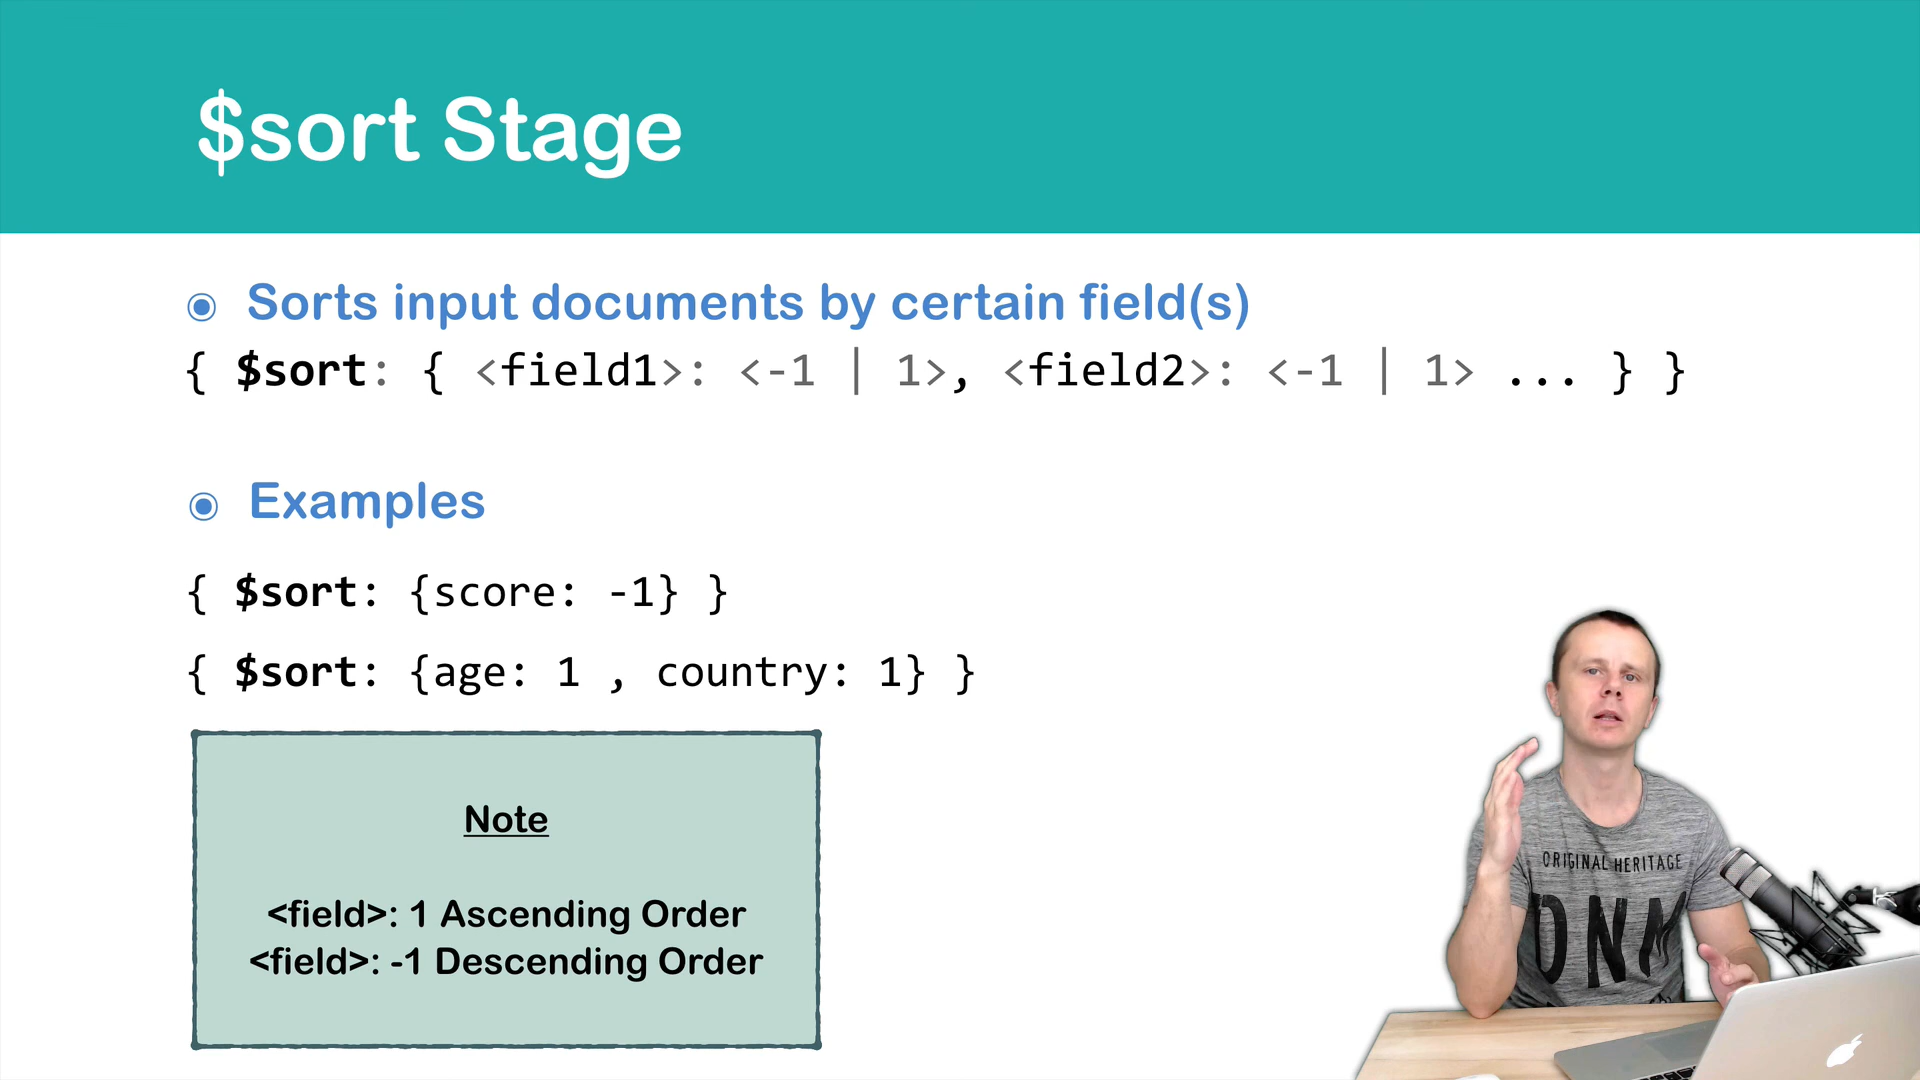 $sort Stage
Sorts input documents by certain field(s)
{ $sort: { <field1>: <-1 | 1>, <field2>: <-1 | 1> ... } }
Examples
{ $sort: {score: -1} }
{ $sort: {age: 1 , country: 1} }
Note
<field>: 1 Ascending Order
<field>: -1 Descending Order
ORIGINAL HERITAGE